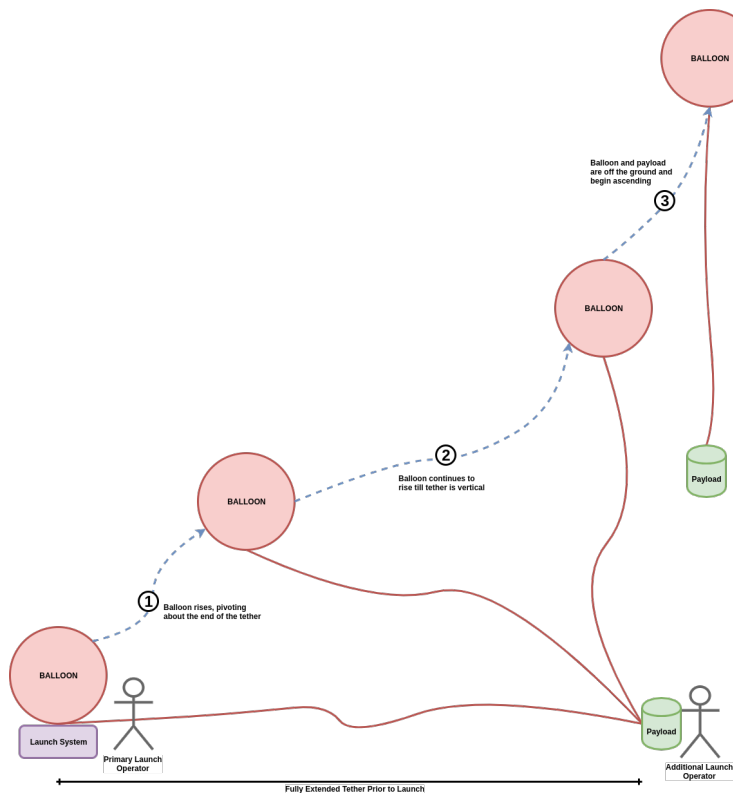 BALLOON
Balloon and payload
are off the ground and
begin ascending
3
BALLOON
2
Balloon continues to
rise till tether is vertical
Payload
BALLOON
1
Balloon rises, pivoting
about the end of the tether
BALLOON
Launch System
Primary Launch
Operator
Payload
Additional Launch
Operator
Fully Extended Tether Prior to Launch